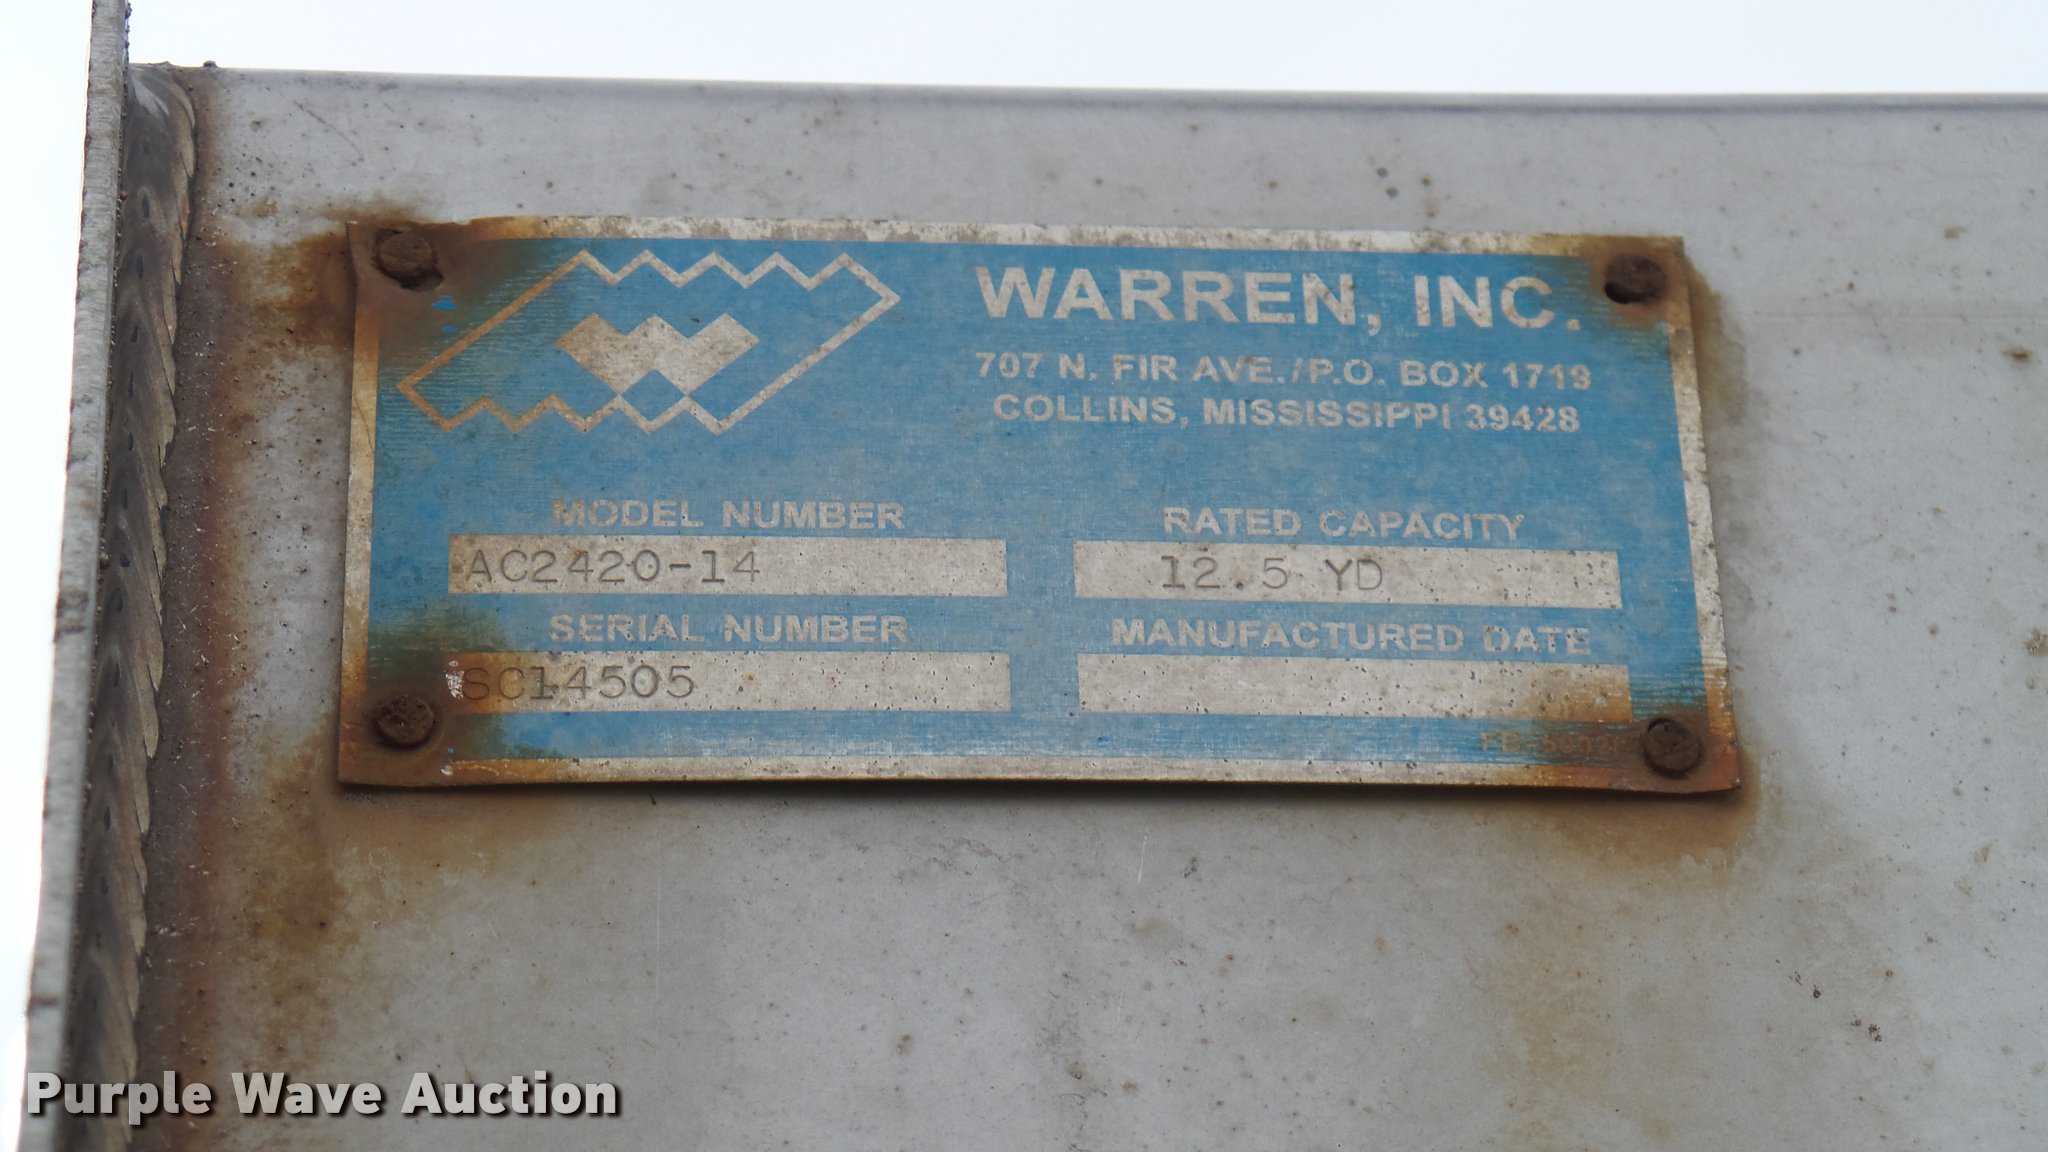 WARREN, INC.
707 N. FIR AVE./P.O. BOX 1719
COLLINS, MISSISSIPPI 39428
MODEL NUMBER
AC2420-14
RATED CAPACITY
12.5 YD
SERIAL NUMBER
SC14505
MANUFACTURED DATE
Purple Wave Auction